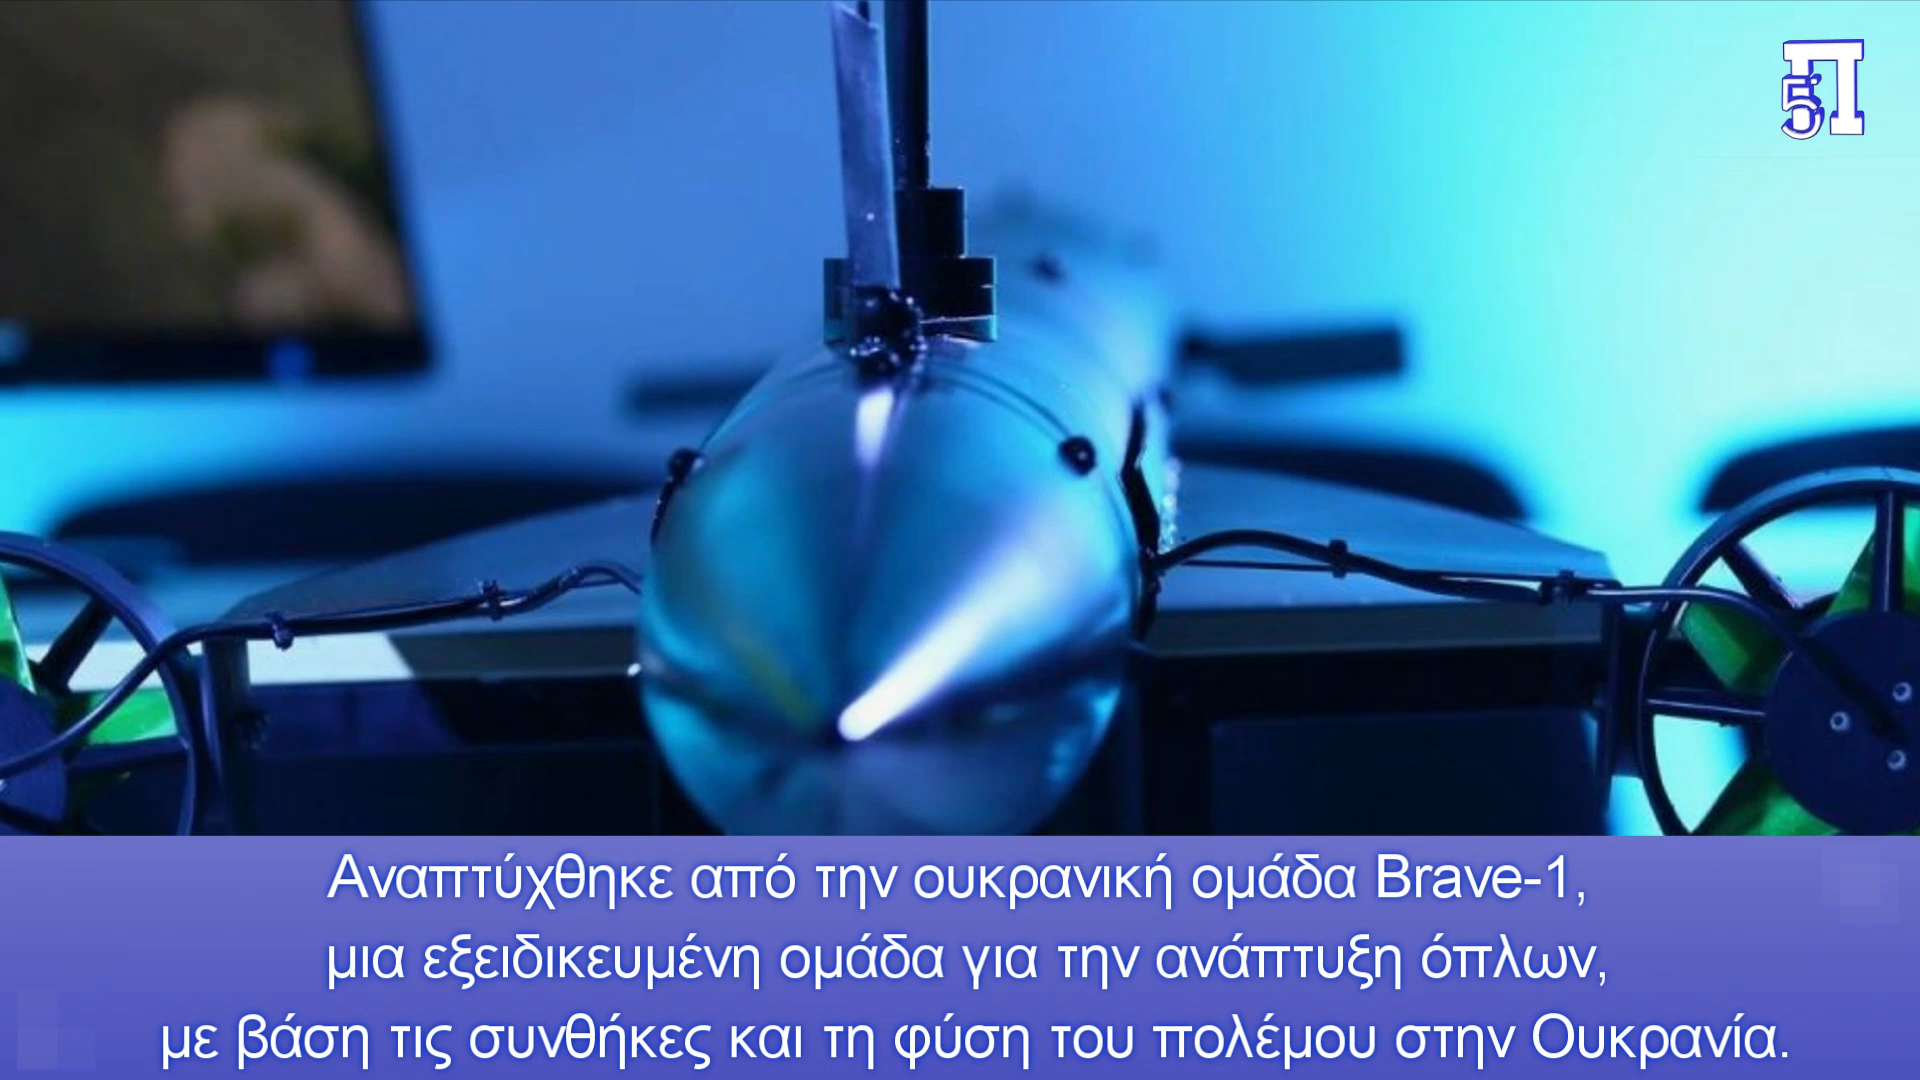 5Π
Αναπτύχθηκε από την ουκρανική ομάδα Brave-1,
μια εξειδικευμένη ομάδα για την ανάπτυξη όπλων,
με βάση τις συνθήκες και τη φύση του πολέμου στην Ουκρανία.